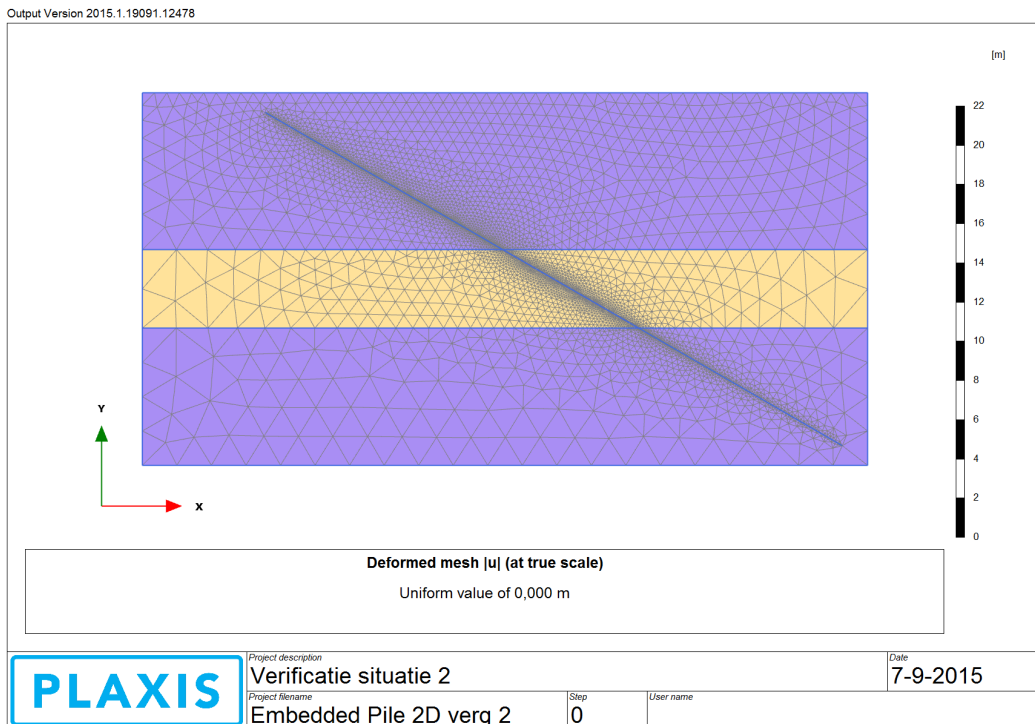 Output Version 2015.1.19091.12478
[m]
22
20
18
16
14
12
10
8
6
4
2
0
Y
X
Deformed mesh |u| (at true scale)
Uniform value of 0,000 m
PLAXIS
Project description
Verificatie situatie 2
Date
7-9-2015
Project filename
Embedded Pile 2D verg 2
Step
0
User name